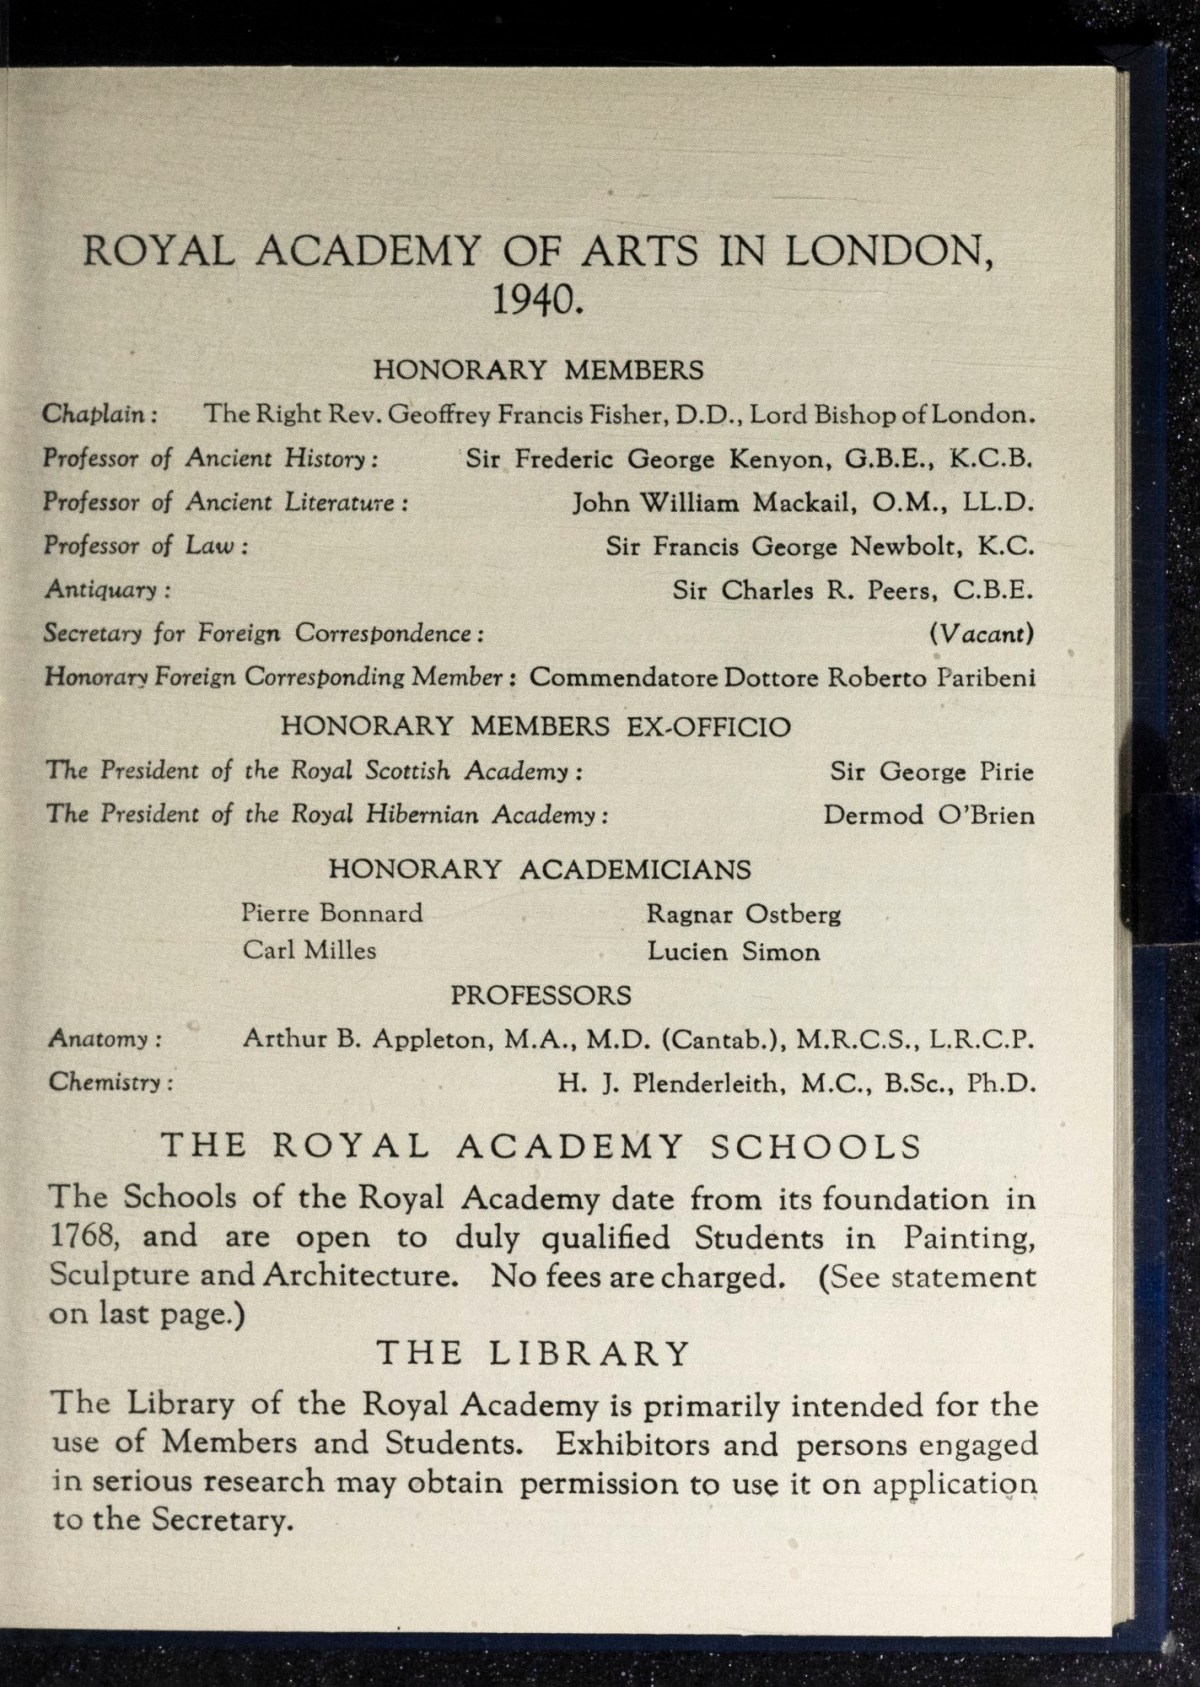 ROYAL ACADEMY OF ARTS IN LONDON,
1940.
HONORARY MEMBERS
Chaplain: The Right Rev. Geoffrey Francis Fisher, D.D., Lord Bishop of London.
Professor of Ancient History: Sir Frederic George Kenyon, G.B.E., K.C.B.
Professor of Ancient Literature: John William Mackail, O.M., LL.D.
Professor of Law: Sir Francis George Newbolt, K.C.
Antiquary: Sir Charles R. Peers, C.B.E.
Secretary for Foreign Correspondence: (Vacant)
Honorary Foreign Corresponding Member: Commendatore Dottore Roberto Paribeni
HONORARY MEMBERS EX-OFFICIO
The President of the Royal Scottish Academy: Sir George Pirie
The President of the Royal Hibernian Academy: Dermod O'Brien
HONORARY ACADEMICIANS
Pierre Bonnard Ragnar Ostberg
Carl Milles Lucien Simon
PROFESSORS
Anatomy: Arthur B. Appleton, M.A., M.D. (Cantab.), M.R.C.S., L.R.C.P.
Chemistry: H. J. Plenderleith, M.C., B.Sc., Ph.D.
THE ROYAL ACADEMY SCHOOLS
The Schools of the Royal Academy date from its foundation in
1768, and are open to duly qualified Students in Painting,
Sculpture and Architecture. No fees are charged. (See statement
on last page.)
THE LIBRARY
The Library of the Royal Academy is primarily intended for the
use of Members and Students. Exhibitors and persons engaged
in serious research may obtain permission to use it on application
to the Secretary.